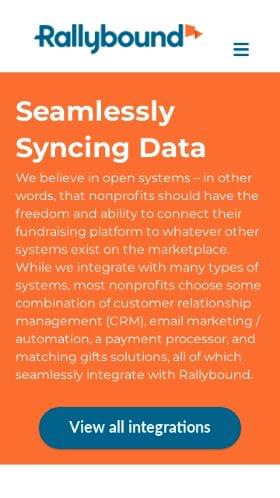 Rallybound
Seamlessly
Syncing Data
We believe in open systems – in other
words, that nonprofits should have the
freedom and ability to connect their
fundraising platform to whatever other
systems exist on the marketplace.
While we integrate with many types of
systems, most nonprofits choose some
combination of customer relationship
management (CRM), email marketing /
automation, a payment processor, and
matching gifts solutions, all of which
seamlessly integrate with Rallybound.
View all integrations